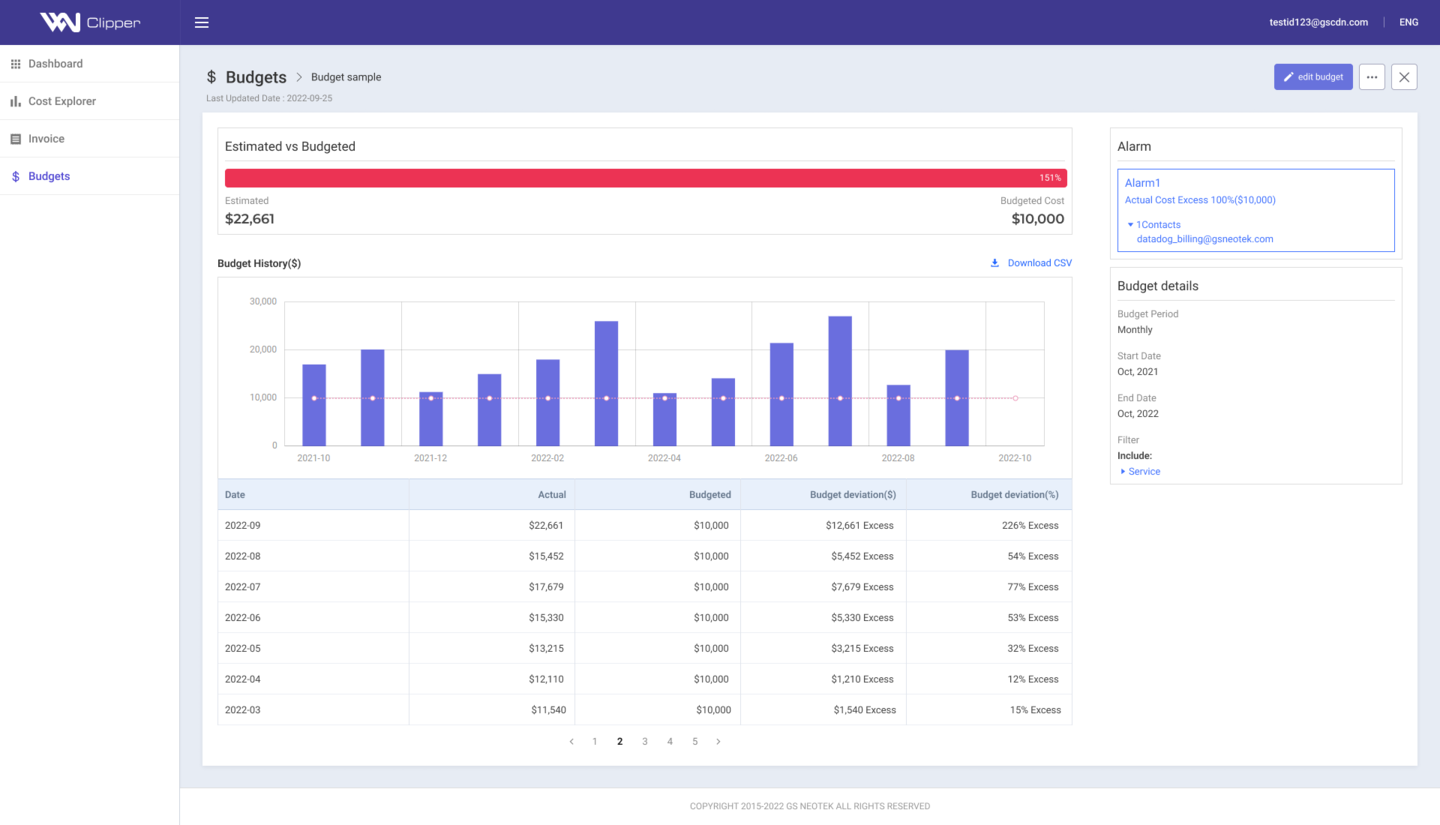 WN Clipper
testid123@gscdn.com ENG
Dashboard
Cost Explorer
Invoice
$ Budgets
$ Budgets > Budget sample
Last Updated Date : 2022-09-25
edit budget
Estimated vs Budgeted
151%
Estimated Budgeted Cost
$22,661 $10,000
Budget History($) Download CSV
30,000
20,000
10,000
0
2021-10 2021-12 2022-02 2022-04 2022-06 2022-08 2022-10
Date Actual Budgeted Budget deviation($) Budget deviation(%)
2022-09 $22,661 $10,000 $12,661 Excess 226% Excess
2022-08 $15,452 $10,000 $5,452 Excess 54% Excess
2022-07 $17,679 $10,000 $7,679 Excess 77% Excess
2022-06 $15,330 $10,000 $5,330 Excess 53% Excess
2022-05 $13,215 $10,000 $3,215 Excess 32% Excess
2022-04 $12,110 $10,000 $1,210 Excess 12% Excess
2022-03 $11,540 $10,000 $1,540 Excess 15% Excess
< 1 2 3 4 5 >
Alarm
Alarm1
Actual Cost Excess 100%($10,000)
1Contacts
datadog_billing@gsneotek.com
Budget details
Budget Period
Monthly
Start Date
Oct, 2021
End Date
Oct, 2022
Filter
Include:
Service
COPYRIGHT 2015-2022 GS NEOTEK ALL RIGHTS RESERVED